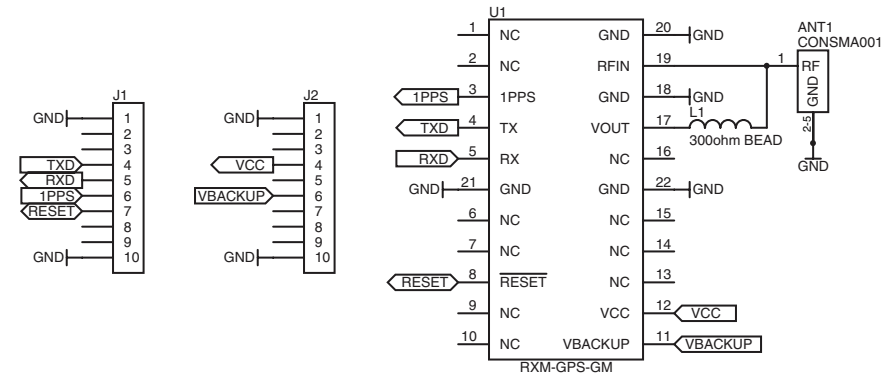 J1
GND 1
2
3
TXD 4
RXD 5
1PPS 6
RESET 7
8
9
GND 10
J2
GND 1
2
3
VCC 4
5
VBACKUP 6
7
8
9
GND 10
U1
1 NC GND 20 GND
2 NC RFIN 19
1PPS 3 1PPS GND 18 GND
TXD 4 TX VOUT 17
RXD 5 RX NC 16
GND 21 GND GND 22 GND
6 NC NC 15
7 NC NC 14
RESET 8 RESET NC 13
9 NC VCC 12 VCC
10 NC VBACKUP 11 VBACKUP
RXM-GPS-GM
L1
300ohm BEAD
ANT1
CONSMA001
1 RF
GND
2-5
GND